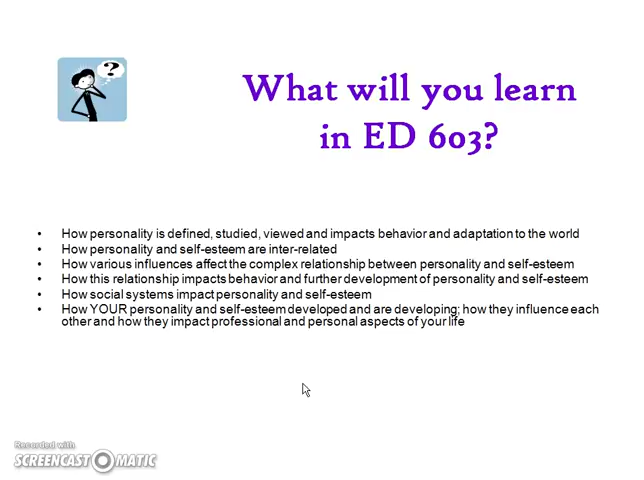 ?
What will you learn
in ED 603?
• How personality is defined, studied, viewed and impacts behavior and adaptation to the world
• How personality and self-esteem are inter-related
• How various influences affect the complex relationship between personality and self-esteem
• How this relationship impacts behavior and further development of personality and self-esteem
• How social systems impact personality and self-esteem
• How YOUR personality and self-esteem developed and are developing; how they influence each
other and how they impact professional and personal aspects of your life
Recorded with
SCREENCAST-O-MATIC